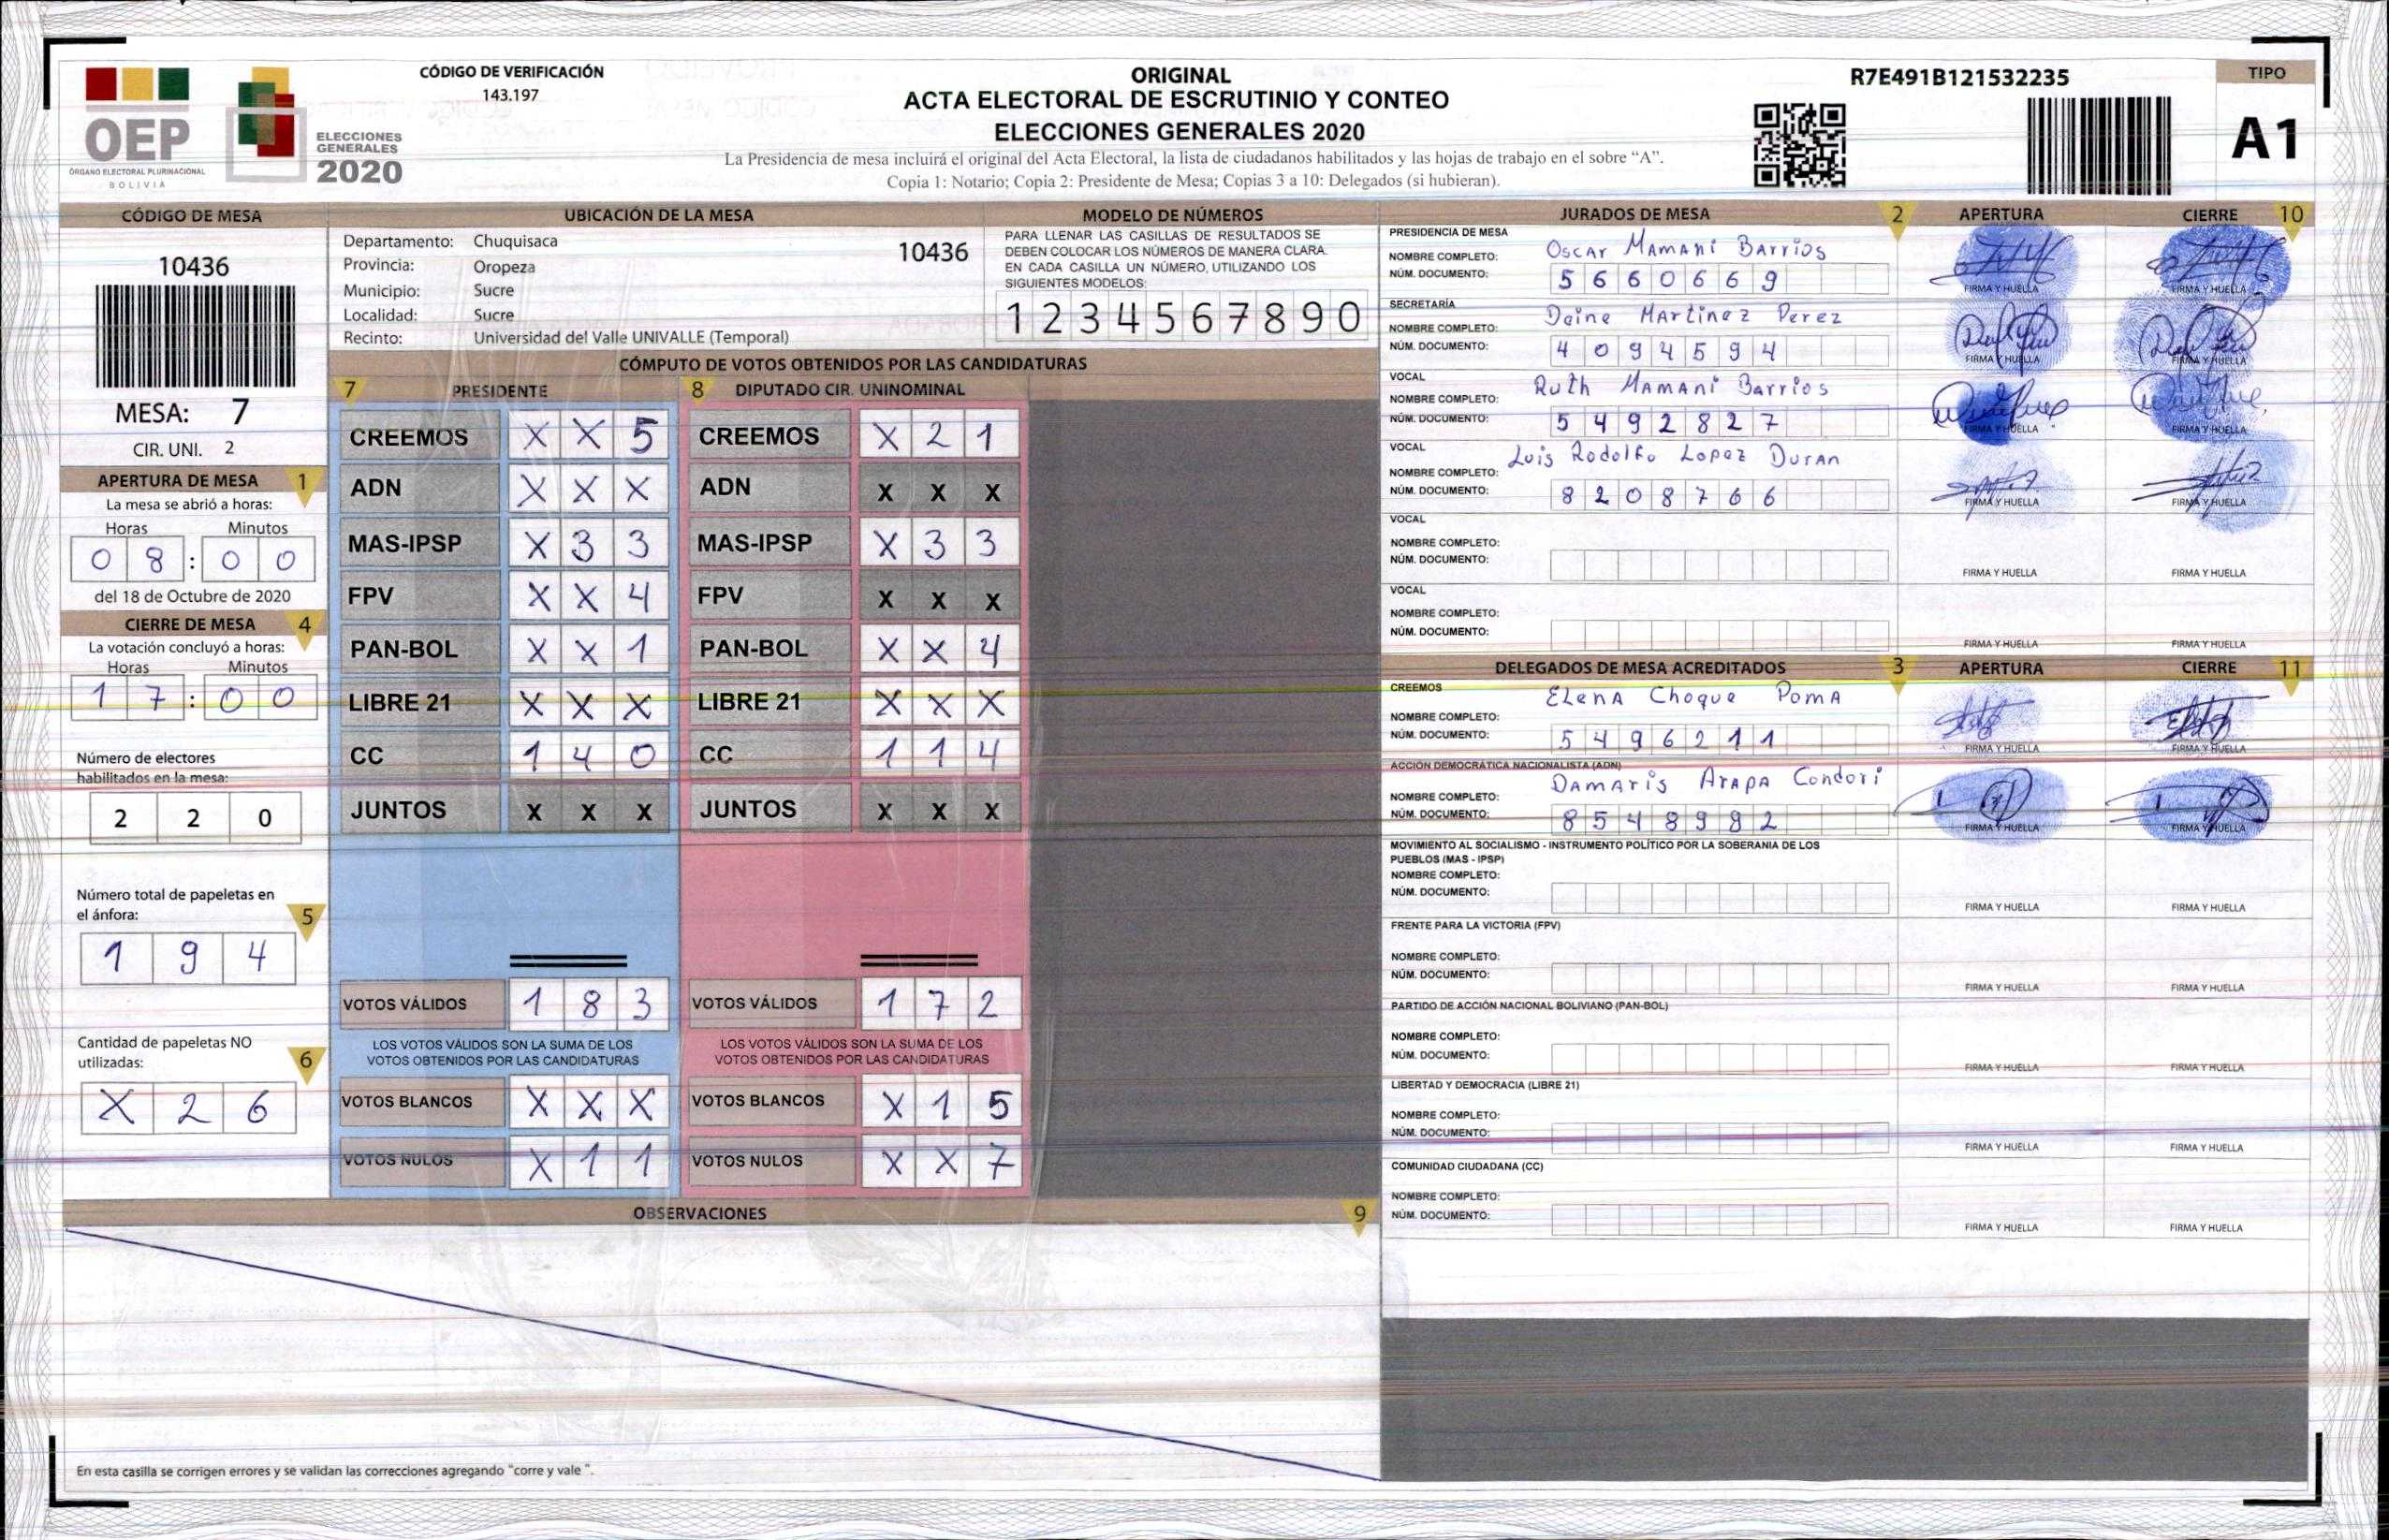 CÓDIGO DE VERIFICACIÓN
143.197
OEP
ÓRGANO ELECTORAL PLURINACIONAL
BOLIVIA
ELECCIONES
GENERALES
2020
ORIGINAL
ACTA ELECTORAL DE ESCRUTINIO Y CONTEO
ELECCIONES GENERALES 2020
La Presidencia de mesa incluirá el original del Acta Electoral, la lista de ciudadanos habilitados y las hojas de trabajo en el sobre “A”.
Copia 1: Notario; Copia 2: Presidente de Mesa; Copias 3 a 10: Delegados (si hubieran).
R7E491B121532235
TIPO
A1
CÓDIGO DE MESA
10436
MESA: 7
CIR. UNI. 2
APERTURA DE MESA 1
La mesa se abrió a horas:
Horas Minutos
0 8 : 0 0
del 18 de Octubre de 2020
CIERRE DE MESA 4
La votación concluyó a horas:
Horas Minutos
1 7 : 0 0
Número de electores
habilitados en la mesa:
2 2 0
Número total de papeletas en
el ánfora: 5
1 9 4
Cantidad de papeletas NO
utilizadas: 6
X 2 6
UBICACIÓN DE LA MESA
Departamento: Chuquisaca 10436
Provincia: Oropeza
Municipio: Sucre
Localidad: Sucre
Recinto: Universidad del Valle UNIVALLE (Temporal)
MODELO DE NÚMEROS
PARA LLENAR LAS CASILLAS DE RESULTADOS SE
DEBEN COLOCAR LOS NÚMEROS DE MANERA CLARA.
EN CADA CASILLA UN NÚMERO, UTILIZANDO LOS
SIGUIENTES MODELOS:
1 2 3 4 5 6 7 8 9 0
CÓMPUTO DE VOTOS OBTENIDOS POR LAS CANDIDATURAS
7 PRESIDENTE 8 DIPUTADO CIR. UNINOMINAL
CREEMOS X X 5 CREEMOS X 2 1
ADN X X X ADN X X X
MAS-IPSP X 3 3 MAS-IPSP X 3 3
FPV X X 4 FPV X X X
PAN-BOL X X 1 PAN-BOL X X 4
LIBRE 21 X X X LIBRE 21 X X X
CC 1 4 0 CC 1 1 4
JUNTOS X X X JUNTOS X X X
VOTOS VÁLIDOS 1 8 3 VOTOS VÁLIDOS 1 7 2
LOS VOTOS VÁLIDOS SON LA SUMA DE LOS LOS VOTOS VÁLIDOS SON LA SUMA DE LOS
VOTOS OBTENIDOS POR LAS CANDIDATURAS VOTOS OBTENIDOS POR LAS CANDIDATURAS
VOTOS BLANCOS X X X VOTOS BLANCOS X 1 5
VOTOS NULOS X 1 1 VOTOS NULOS X X 7
OBSERVACIONES 9
En esta casilla se corrigen errores y se validan las correcciones agregando “corre y vale ”.
JURADOS DE MESA 2 APERTURA CIERRE 10
PRESIDENCIA DE MESA
NOMBRE COMPLETO: Oscar Mamani Barrios
NÚM. DOCUMENTO: 5 6 6 0 6 6 9
FIRMA Y HUELLA FIRMA Y HUELLA
SECRETARÍA
NOMBRE COMPLETO: Daine Martinez Perez
NÚM. DOCUMENTO: 4 0 9 4 5 9 4
FIRMA Y HUELLA FIRMA Y HUELLA
VOCAL
NOMBRE COMPLETO: Ruth Mamani Barrios
NÚM. DOCUMENTO: 5 4 9 2 8 2 7
FIRMA Y HUELLA FIRMA Y HUELLA
VOCAL
NOMBRE COMPLETO: Luis Rodolfo Lopez Duran
NÚM. DOCUMENTO: 8 2 0 8 7 6 6
FIRMA Y HUELLA FIRMA Y HUELLA
VOCAL
NOMBRE COMPLETO:
NÚM. DOCUMENTO:
FIRMA Y HUELLA FIRMA Y HUELLA
VOCAL
NOMBRE COMPLETO:
NÚM. DOCUMENTO:
FIRMA Y HUELLA FIRMA Y HUELLA
DELEGADOS DE MESA ACREDITADOS 3 APERTURA CIERRE 11
CREEMOS
NOMBRE COMPLETO: Elena Choque Poma
NÚM. DOCUMENTO: 5 4 9 6 2 1 1
FIRMA Y HUELLA FIRMA Y HUELLA
ACCIÓN DEMOCRÁTICA NACIONALISTA (ADN)
NOMBRE COMPLETO: Damaris Arapa Condori
NÚM. DOCUMENTO: 8 5 4 8 9 8 2
FIRMA Y HUELLA FIRMA Y HUELLA
MOVIMIENTO AL SOCIALISMO - INSTRUMENTO POLÍTICO POR LA SOBERANIA DE LOS
PUEBLOS (MAS - IPSP)
NOMBRE COMPLETO:
NÚM. DOCUMENTO:
FIRMA Y HUELLA FIRMA Y HUELLA
FRENTE PARA LA VICTORIA (FPV)
NOMBRE COMPLETO:
NÚM. DOCUMENTO:
FIRMA Y HUELLA FIRMA Y HUELLA
PARTIDO DE ACCIÓN NACIONAL BOLIVIANO (PAN-BOL)
NOMBRE COMPLETO:
NÚM. DOCUMENTO:
FIRMA Y HUELLA FIRMA Y HUELLA
LIBERTAD Y DEMOCRACIA (LIBRE 21)
NOMBRE COMPLETO:
NÚM. DOCUMENTO:
FIRMA Y HUELLA FIRMA Y HUELLA
COMUNIDAD CIUDADANA (CC)
NOMBRE COMPLETO:
NÚM. DOCUMENTO:
FIRMA Y HUELLA FIRMA Y HUELLA